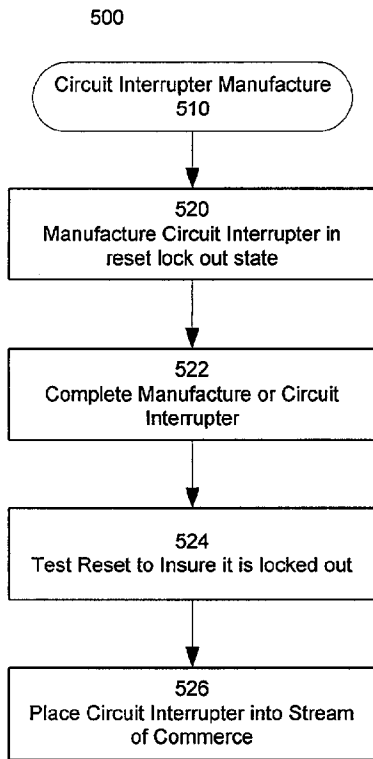 500
Circuit Interrupter Manufacture
510
520
Manufacture Circuit Interrupter in
reset lock out state
522
Complete Manufacture or Circuit
Interrupter
524
Test Reset to Insure it is locked out
526
Place Circuit Interrupter into Stream
of Commerce